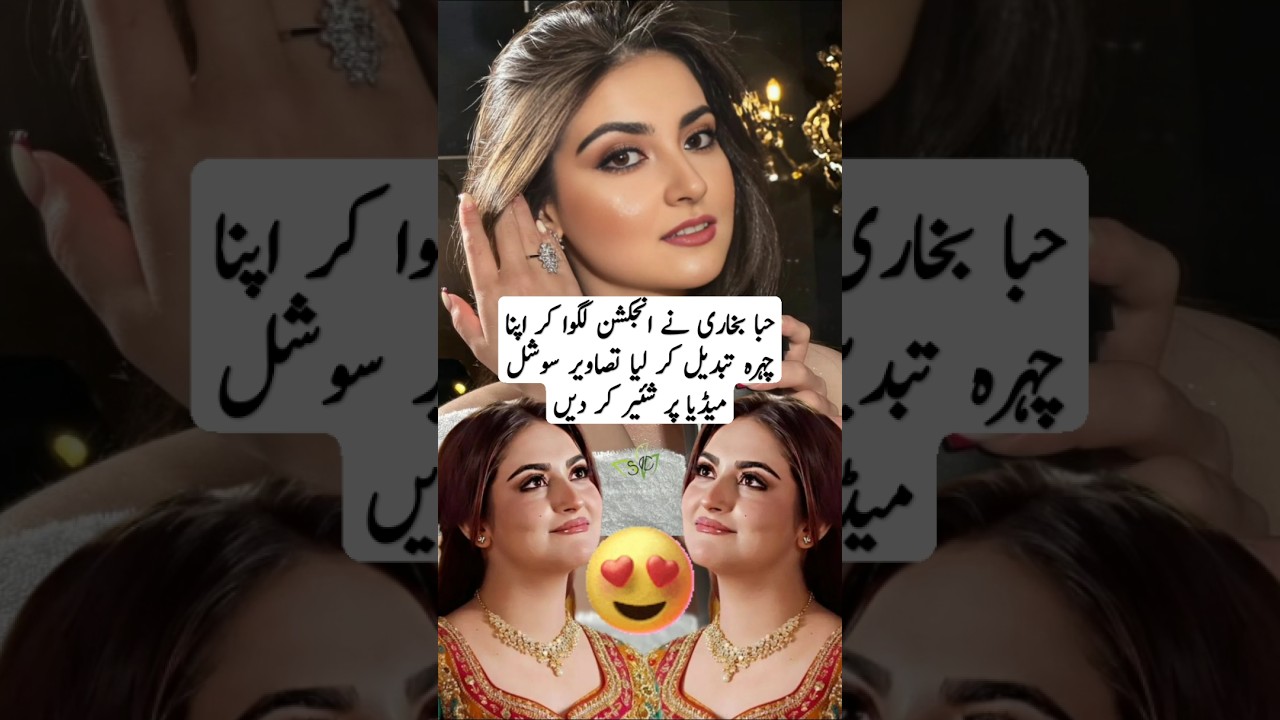 حبا بخاری نے انجکشن لگوا کر اپنا
چہرہ تبدیل کر لیا تصاویر سوشل
میڈیا پر شئیر کر دیں